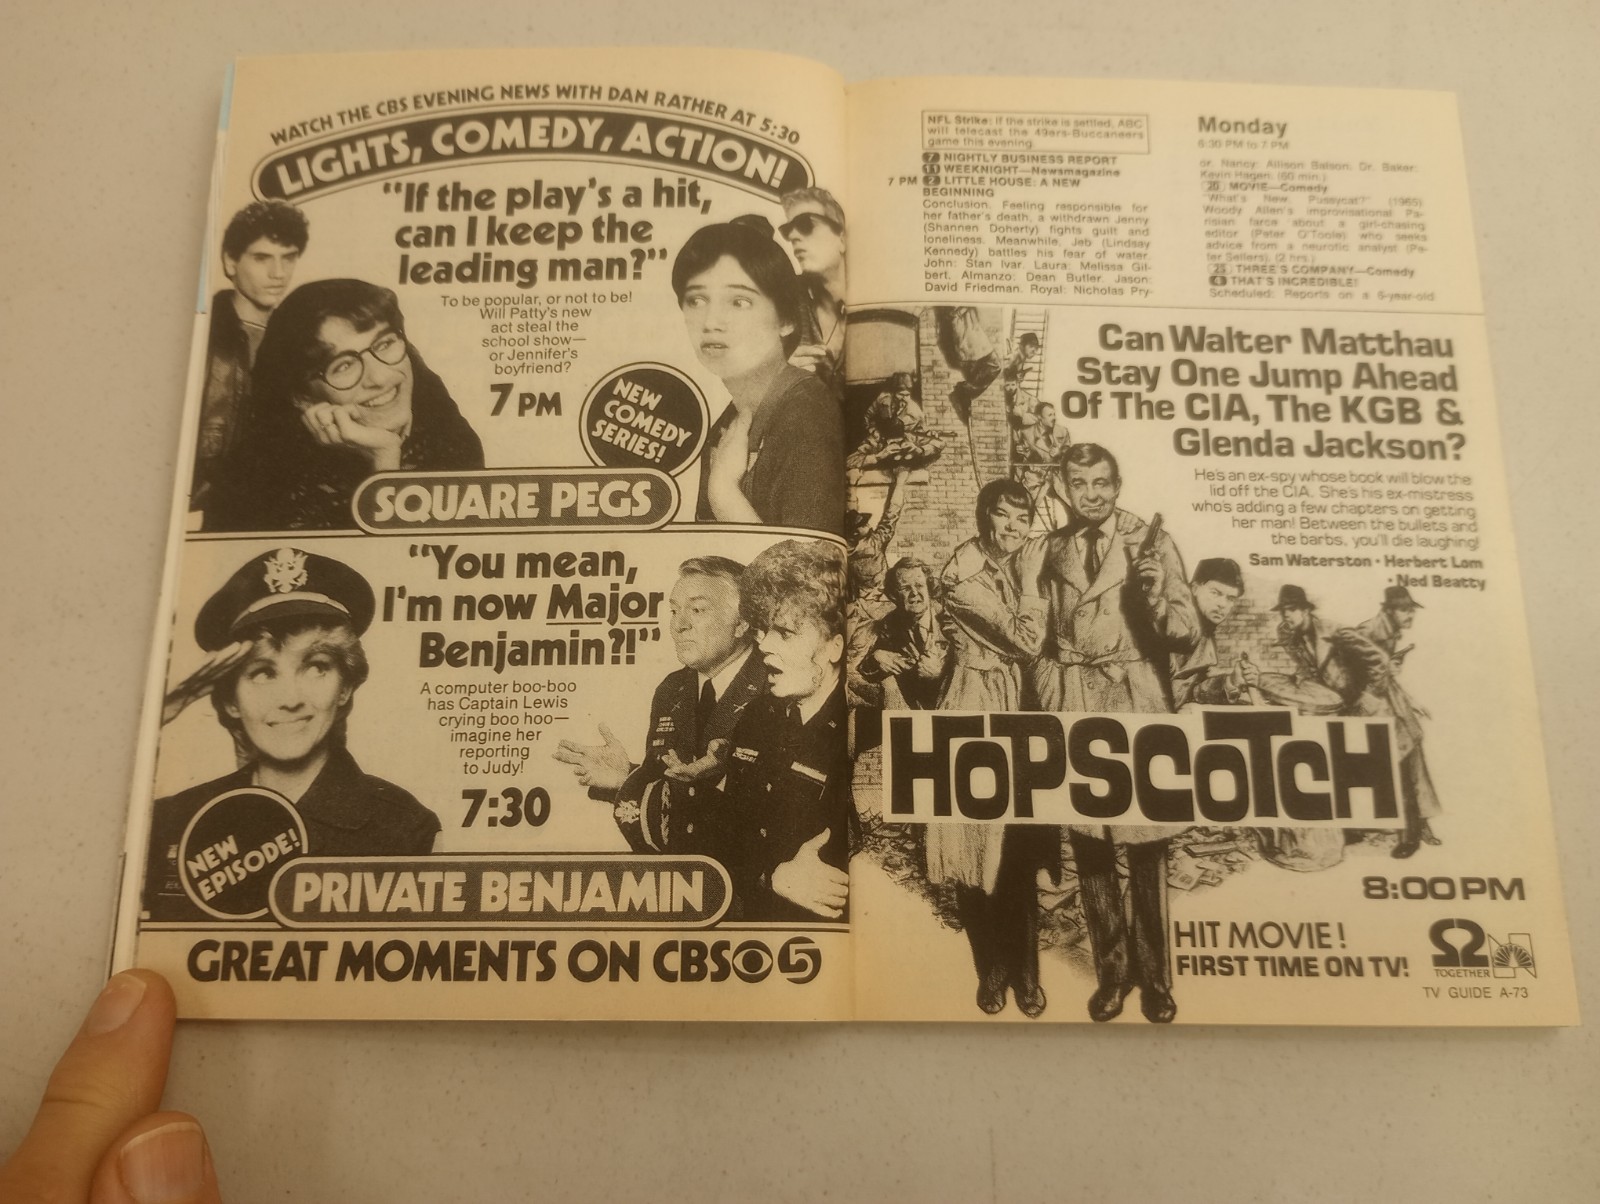 WATCH THE CBS EVENING NEWS WITH DAN RATHER AT 5:30
LIGHTS, COMEDY, ACTION!
"If the play's a hit,
can I keep the
leading man?"
To be popular, or not to be!
Will Patty's new
act steal the
school show—
or Jennifer's
boyfriend?
7 PM
NEW
COMEDY
SERIES!
SQUARE PEGS
"You mean,
I'm now Major
Benjamin?!"
A computer boo-boo
has Captain Lewis
crying boo hoo—
imagine her
reporting
to Judy!
7:30
NEW
EPISODE!
PRIVATE BENJAMIN
GREAT MOMENTS ON CBS 5
NFL Strike: If the strike is settled, ABC
will telecast the 49ers-Buccaneers
game this evening.
7 NIGHTLY BUSINESS REPORT
11 WEEKNIGHT—Newsmagazine
7 PM 2 LITTLE HOUSE: A NEW
BEGINNING
Conclusion. Feeling responsible for
her father's death, a withdrawn Jenny
(Shannen Doherty) fights guilt and
loneliness. Meanwhile, Jeb (Lindsay
Kennedy) battles his fear of water.
John: Stan Ivar. Laura: Melissa Gil-
bert. Almanzo: Dean Butler. Jason:
David Friedman. Royal: Nicholas Pry-
Monday
6:30 PM to 7 PM
or. Nancy: Allison Balson. Dr. Baker:
Kevin Hagen. (60 min.)
20 MOVIE—Comedy
"What's New, Pussycat?" (1965)
Woody Allen's improvisational Pa-
risian farce about a girl-chasing
editor (Peter O'Toole) who seeks
advice from a neurotic analyst (Pe-
ter Sellers). (2 hrs.)
25 THREE'S COMPANY—Comedy
4 THAT'S INCREDIBLE!
Scheduled: Reports on a 6-year-old
Can Walter Matthau
Stay One Jump Ahead
Of The CIA, The KGB &
Glenda Jackson?
He's an ex-spy whose book will blow the
lid off the CIA. She's his ex-mistress
who's adding a few chapters on getting
her man! Between the bullets and
the barbs, you'll die laughing!
Sam Waterston • Herbert Lom
• Ned Beatty
HOPSCOTCH
8:00 PM
HIT MOVIE!
FIRST TIME ON TV!
2
TOGETHER
N
TV GUIDE A-73